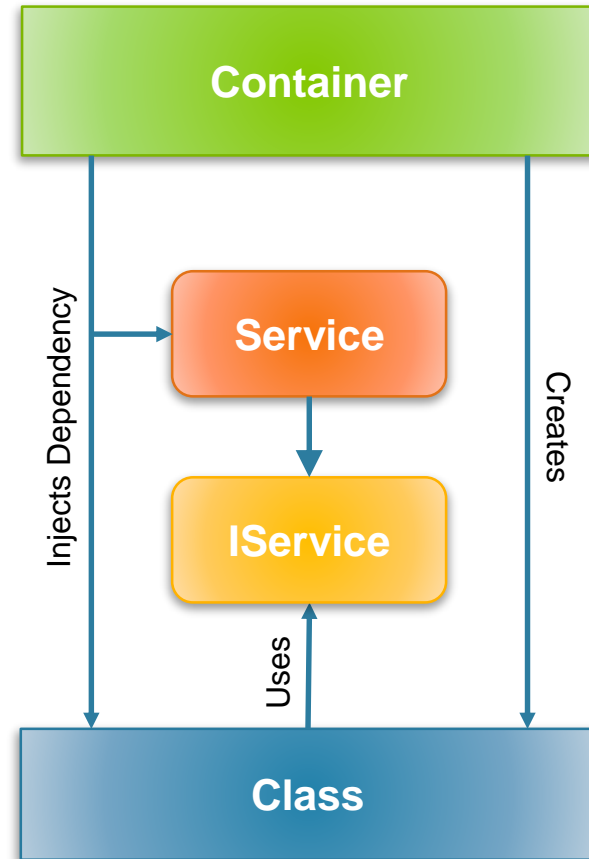 Container
Injects Dependency
Service
Creates
IService
Uses
Class